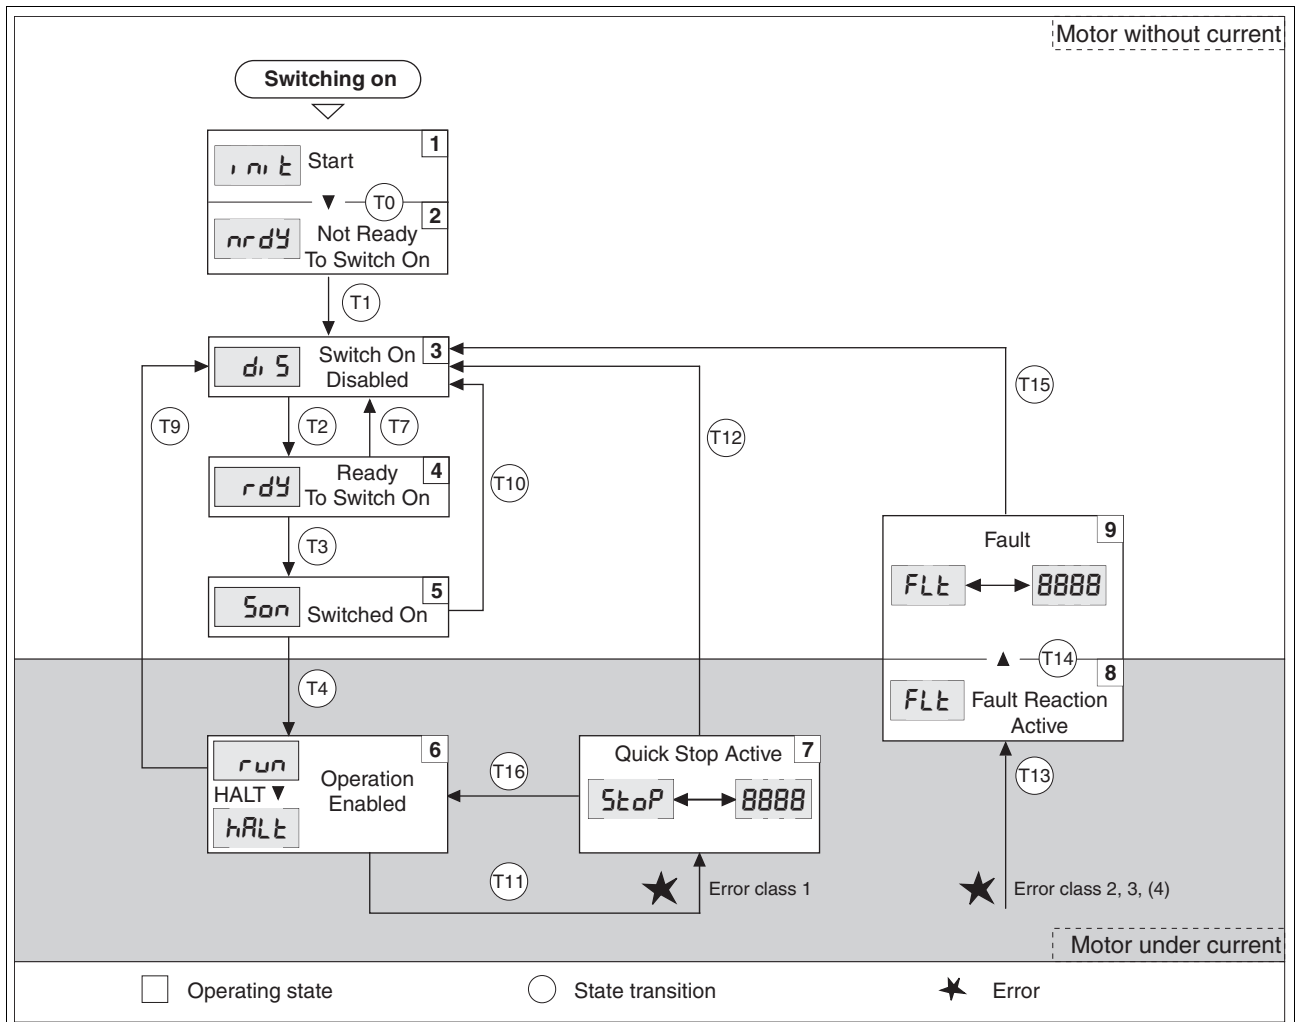 Motor without current
Switching on
1
init Start
T0
2
nrdy Not Ready
To Switch On
T1
3
diS Switch On
Disabled
T9
T2
T7
T12
T15
4
rdy Ready
To Switch On
T10
T3
5
Son Switched On
9
Fault
FLt 8888
T14
8
FLt Fault Reaction
Active
T4
6
run
HALT
hALt
Operation
Enabled
T16
7
Quick Stop Active
StoP 8888
T13
T11
Error class 1
Error class 2, 3, (4)
Motor under current
Operating state
State transition
Error